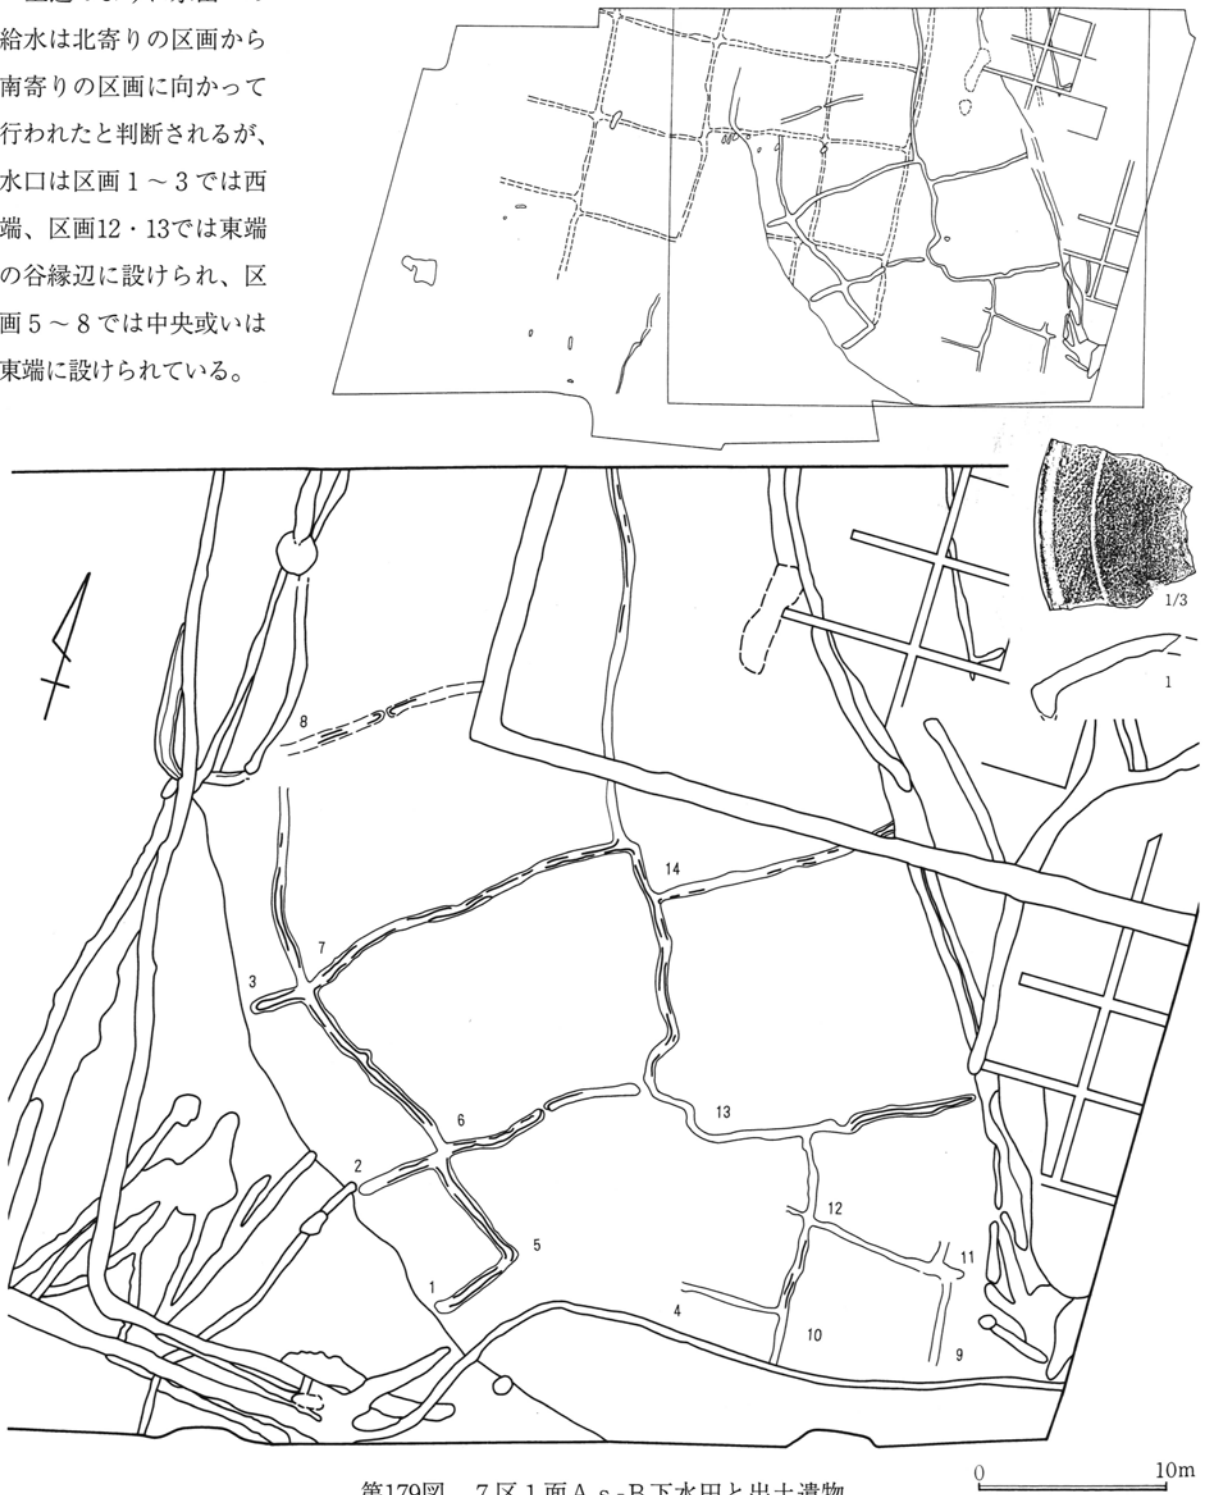 給水は北寄りの区画から
南寄りの区画に向かって
行われたと判断されるが、
水口は区画1～3では西
端、区画12・13では東端
の谷縁辺に設けられ、区
画5～8では中央或いは
東端に設けられている。
1/3
1
8
14
7
3
13
6
2
12
5
11
1
4
10
9
0 10m
第179図 7区1面As-B下水田と出土遺物